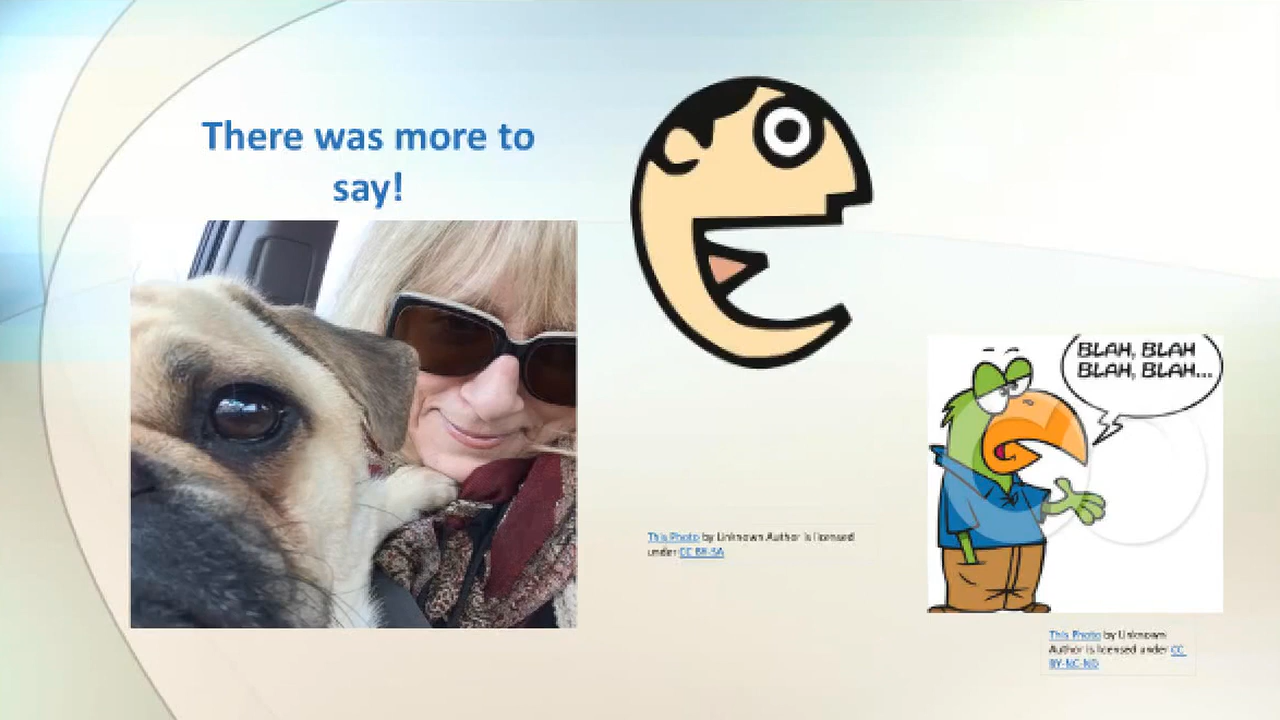 There was more to
say!
BLAH, BLAH
BLAH, BLAH...
This Photo by Unknown Author is licensed
under CC BY-SA
This Photo by Unknown
Author is licensed under CC
BY-NC-ND